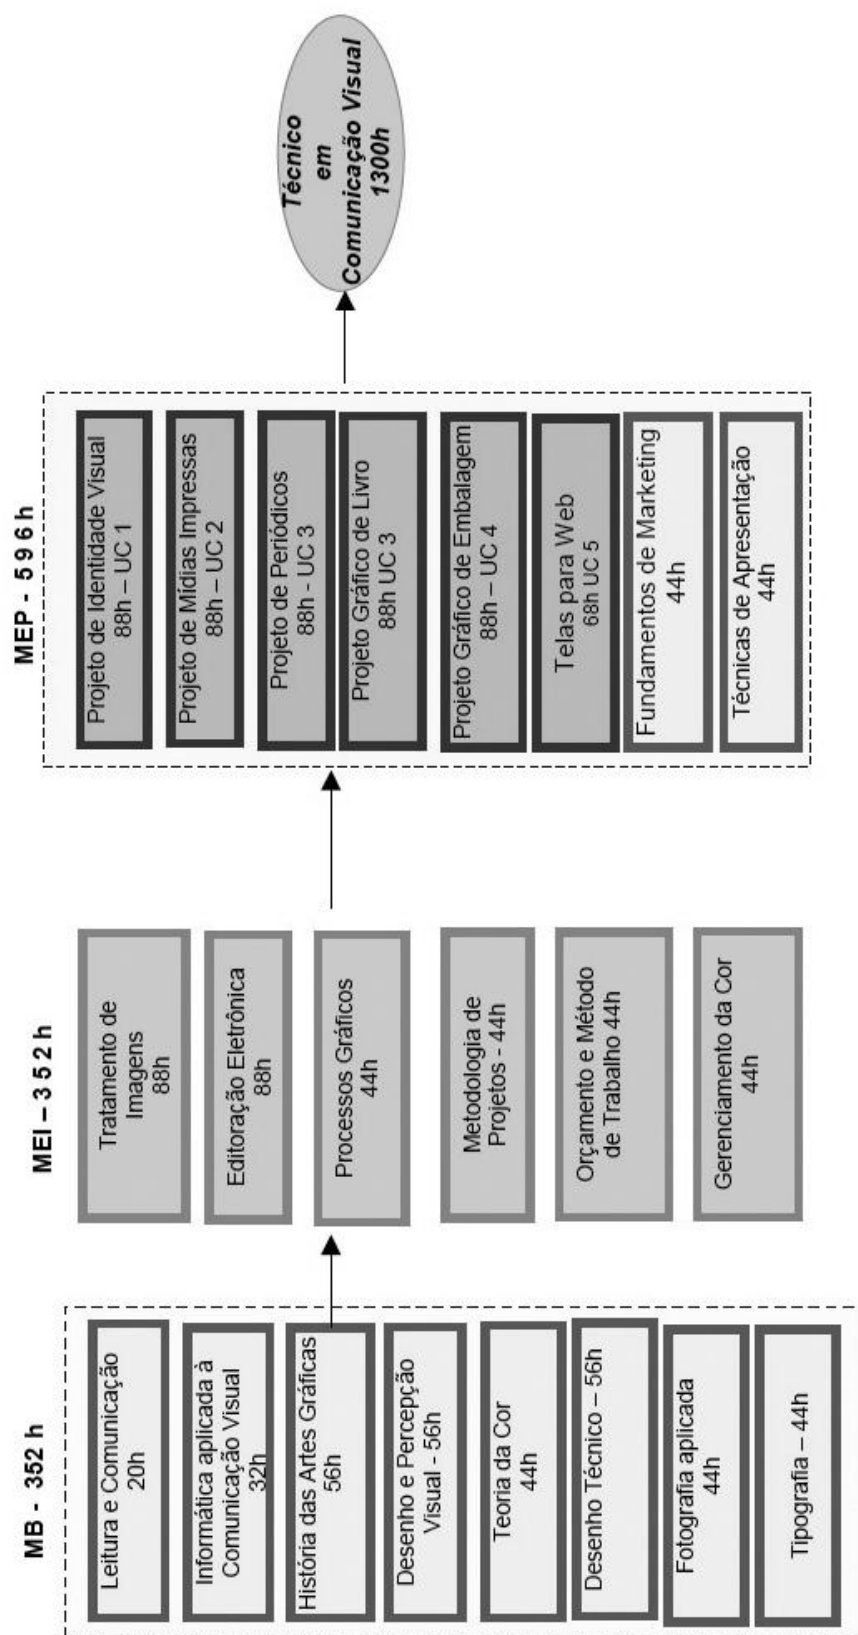 MB - 352 h
Leitura e Comunicação
20h
Informática aplicada à
Comunicação Visual
32h
História das Artes Gráficas
56h
Desenho e Percepção
Visual - 56h
Teoria da Cor
44h
Desenho Técnico – 56h
Fotografia aplicada
44h
Tipografia – 44h
MEI – 3 5 2 h
Tratamento de
Imagens
88h
Editoração Eletrônica
88h
Processos Gráficos
44h
Metodologia de
Projetos - 44h
Orçamento e Método
de Trabalho 44h
Gerenciamento da Cor
44h
MEP - 5 9 6 h
Projeto de Identidade Visual
88h – UC 1
Projeto de Mídias Impressas
88h – UC 2
Projeto de Periódicos
88h - UC 3
Projeto Gráfico de Livro
88h UC 3
Projeto Gráfico de Embalagem
88h – UC 4
Telas para Web
68h UC 5
Fundamentos de Marketing
44h
Técnicas de Apresentação
44h
Técnico
em
Comunicação Visual
1300h